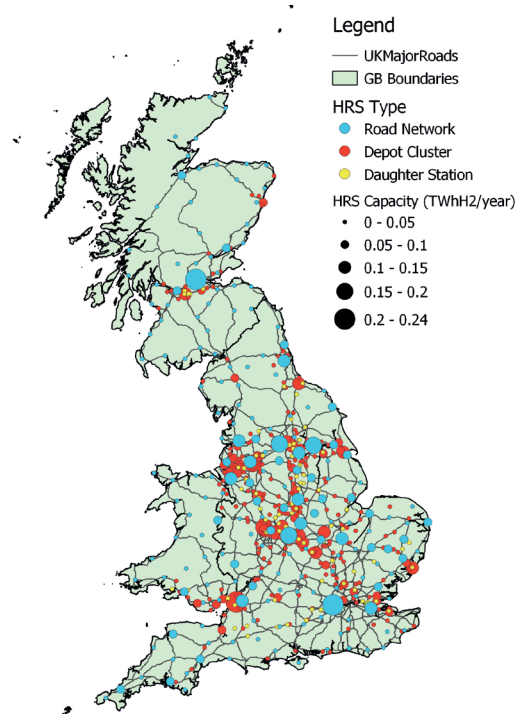 Legend
UKMajorRoads
GB Boundaries
HRS Type
Road Network
Depot Cluster
Daughter Station
HRS Capacity (TWhH2/year)
0 - 0.05
0.05 - 0.1
0.1 - 0.15
0.15 - 0.2
0.2 - 0.24